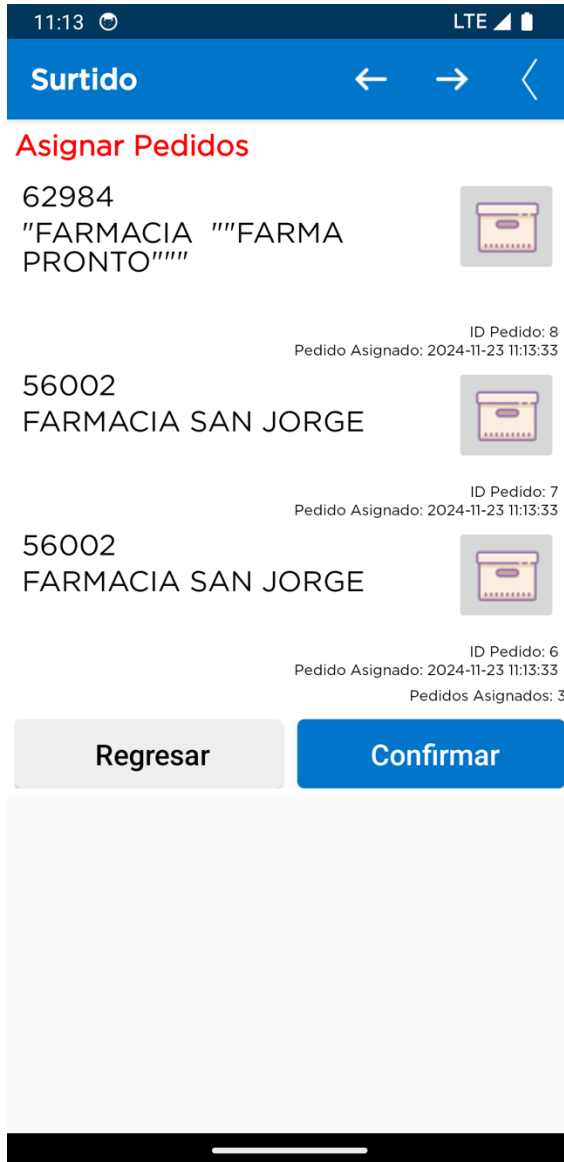 11:13 LTE
Surtido
Asignar Pedidos
62984
"FARMACIA ""FARMA
PRONTO"""
ID Pedido: 8
Pedido Asignado: 2024-11-23 11:13:33
56002
FARMACIA SAN JORGE
ID Pedido: 7
Pedido Asignado: 2024-11-23 11:13:33
56002
FARMACIA SAN JORGE
ID Pedido: 6
Pedido Asignado: 2024-11-23 11:13:33
Pedidos Asignados: 3
Regresar Confirmar